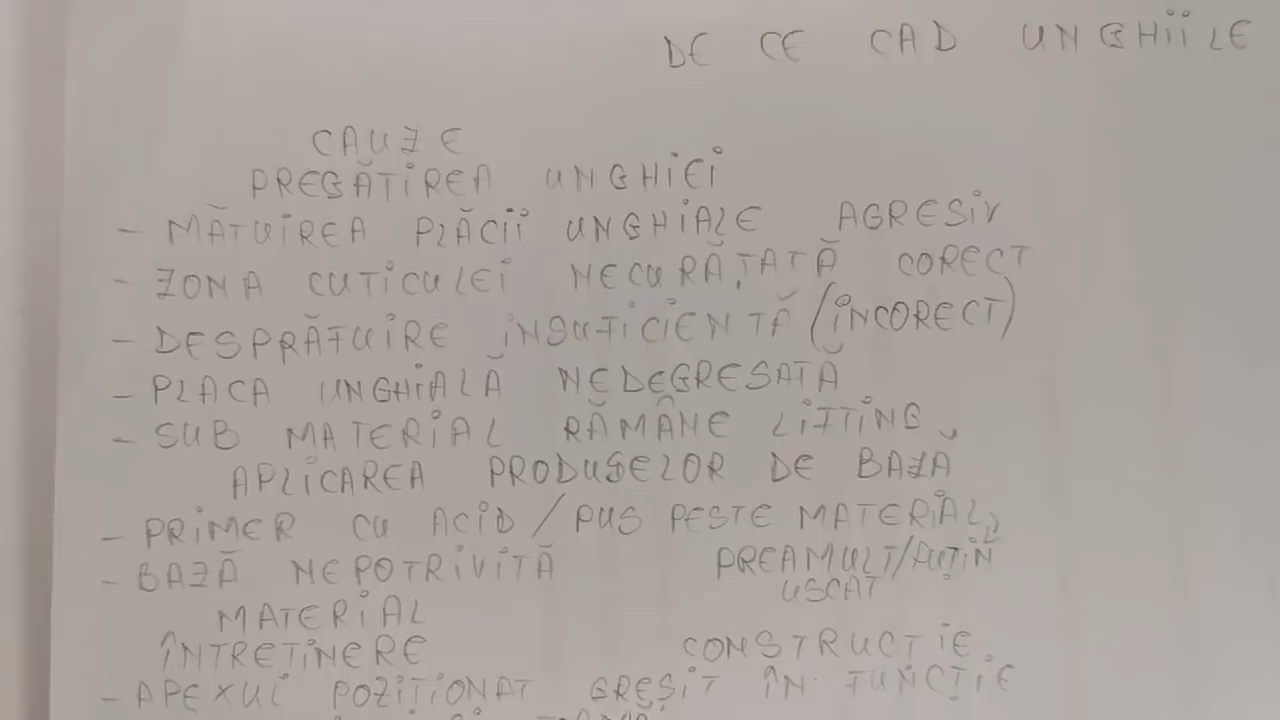 DE CE CAD UNGHIILE
CAUZE
PREGĂTIREA UNGHIEI
- MĂTUIREA PLĂCII UNGHIALE AGRESIV
- ZONA CUTICULEI NECURĂȚATĂ CORECT
- DESPRĂFUIRE INSUFICIENTĂ (ÎNCORECT)
- PLACA UNGHIALĂ NEDEGRESATĂ
- SUB MATERIAL RĂMÂNE LIFTING
APLICAREA PRODUSELOR DE BAZĂ
- PRIMER CU ACID / PUS PESTE MATERIAL,
- BAZĂ NEPOTRIVITĂ PREAMULT/PUȚIN
USCAT
MATERIAL
ÎNTREȚINERE CONSTRUCȚIE
- APEXUL POZIȚIONAT GREȘIT ÎN FUNCȚIE